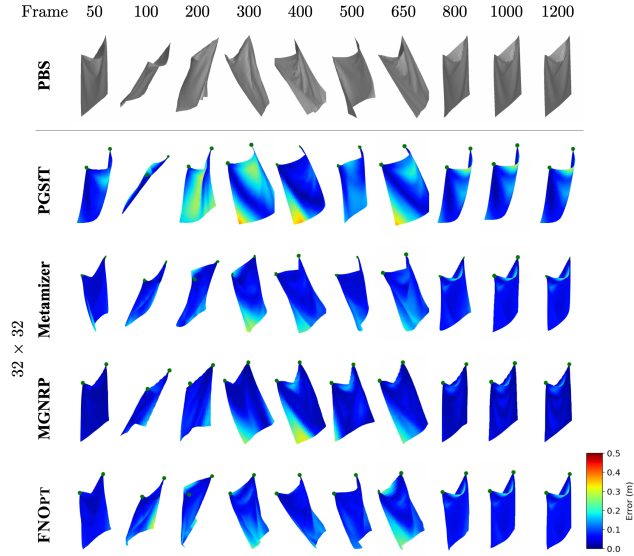 Frame 50 100 200 300 400 500 650 800 1000 1200
PBS
PGSfT
Metamizer
32 × 32
MGNRP
FNOPT
0.5
0.4
0.3
0.2
0.1
0.0
Error (m)